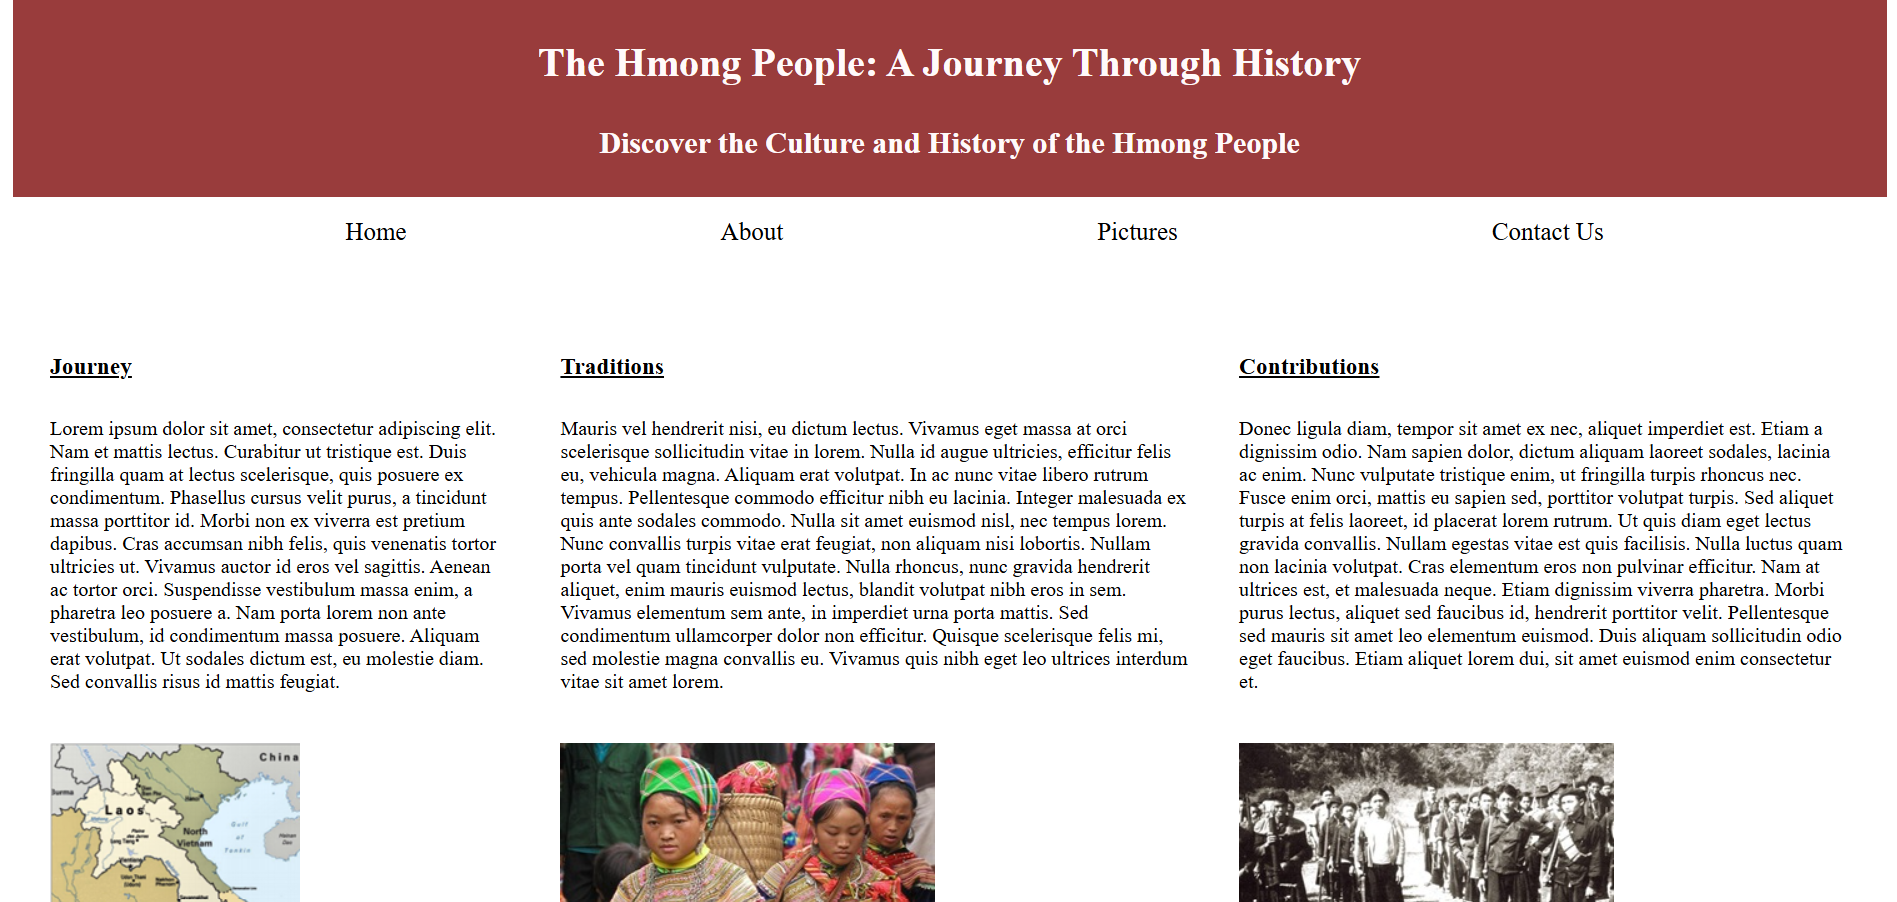 The Hmong People: A Journey Through History
Discover the Culture and History of the Hmong People
Home
About
Pictures
Contact Us
Journey
Lorem ipsum dolor sit amet, consectetur adipiscing elit.
Nam et mattis lectus. Curabitur ut tristique est. Duis
fringilla quam at lectus scelerisque, quis posuere ex
condimentum. Phasellus cursus velit purus, a tincidunt
massa porttitor id. Morbi non ex viverra est pretium
dapibus. Cras accumsan nibh felis, quis venenatis tortor
ultricies ut. Vivamus auctor id eros vel sagittis. Aenean
ac tortor orci. Suspendisse vestibulum massa enim, a
pharetra leo posuere a. Nam porta lorem non ante
vestibulum, id condimentum massa posuere. Aliquam
erat volutpat. Ut sodales dictum est, eu molestie diam.
Sed convallis risus id mattis feugiat.
Traditions
Mauris vel hendrerit nisi, eu dictum lectus. Vivamus eget massa at orci
scelerisque sollicitudin vitae in lorem. Nulla id augue ultricies, efficitur felis
eu, vehicula magna. Aliquam erat volutpat. In ac nunc vitae libero rutrum
tempus. Pellentesque commodo efficitur nibh eu lacinia. Integer malesuada ex
quis ante sodales commodo. Nulla sit amet euismod nisl, nec tempus lorem.
Nunc convallis turpis vitae erat feugiat, non aliquam nisi lobortis. Nullam
porta vel quam tincidunt vulputate. Nulla rhoncus, nunc gravida hendrerit
aliquet, enim mauris euismod lectus, blandit volutpat nibh eros in sem.
Vivamus elementum sem ante, in imperdiet urna porta mattis. Sed
condimentum ullamcorper dolor non efficitur. Quisque scelerisque felis mi,
sed molestie magna convallis eu. Vivamus quis nibh eget leo ultrices interdum
vitae sit amet lorem.
Contributions
Donec ligula diam, tempor sit amet ex nec, aliquet imperdiet est. Etiam a
dignissim odio. Nam sapien dolor, dictum aliquam laoreet sodales, lacinia
ac enim. Nunc vulputate tristique enim, ut fringilla turpis rhoncus nec.
Fusce enim orci, mattis eu sapien sed, porttitor volutpat turpis. Sed aliquet
turpis at felis laoreet, id placerat lorem rutrum. Ut quis diam eget lectus
gravida convallis. Nullam egestas vitae est quis facilisis. Nulla luctus quam
non lacinia volutpat. Cras elementum eros non pulvinar efficitur. Nam at
ultrices est, et malesuada neque. Etiam dignissim viverra pharetra. Morbi
purus lectus, aliquet sed faucibus id, hendrerit porttitor velit. Pellentesque
sed mauris sit amet leo elementum euismod. Duis aliquam sollicitudin odio
eget faucibus. Etiam aliquet lorem dui, sit amet euismod enim consectetur
et.
China
Laos
North
Vietnam
Gulf
of
Tonkin